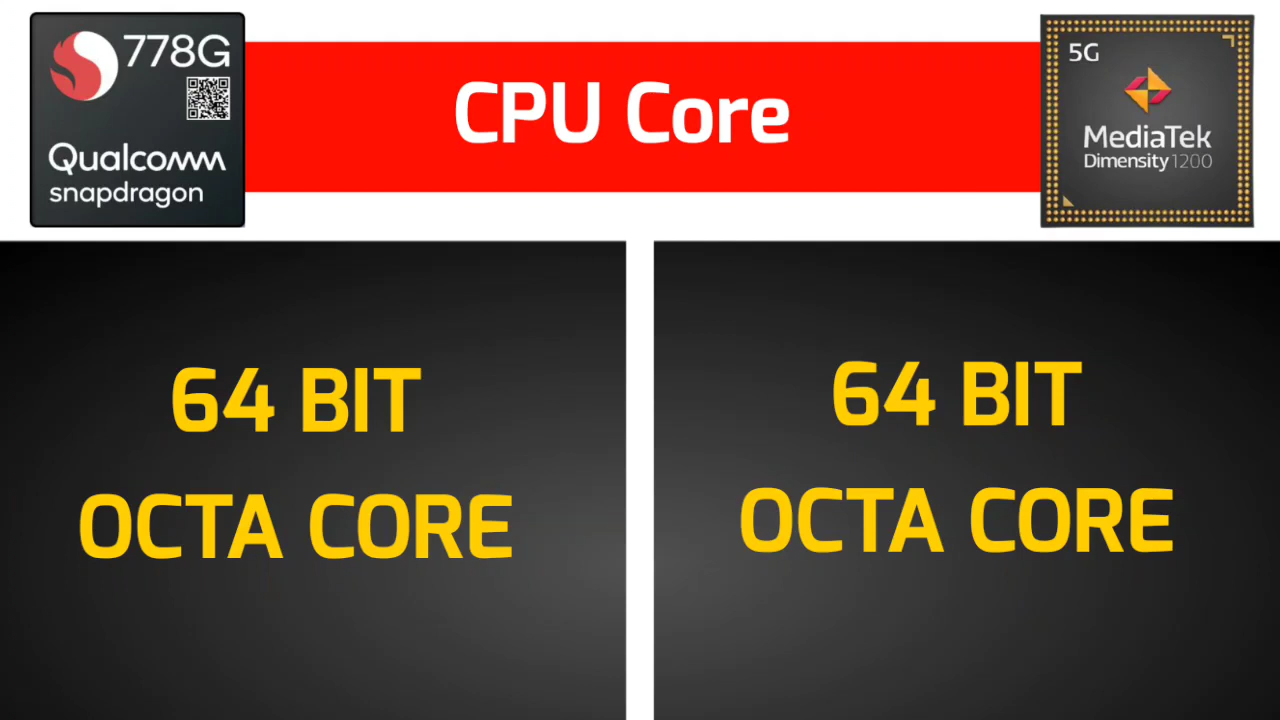 778G
Qualcomm
snapdragon
CPU Core
5G
MediaTek
Dimensity 1200
64 BIT
OCTA CORE
64 BIT
OCTA CORE